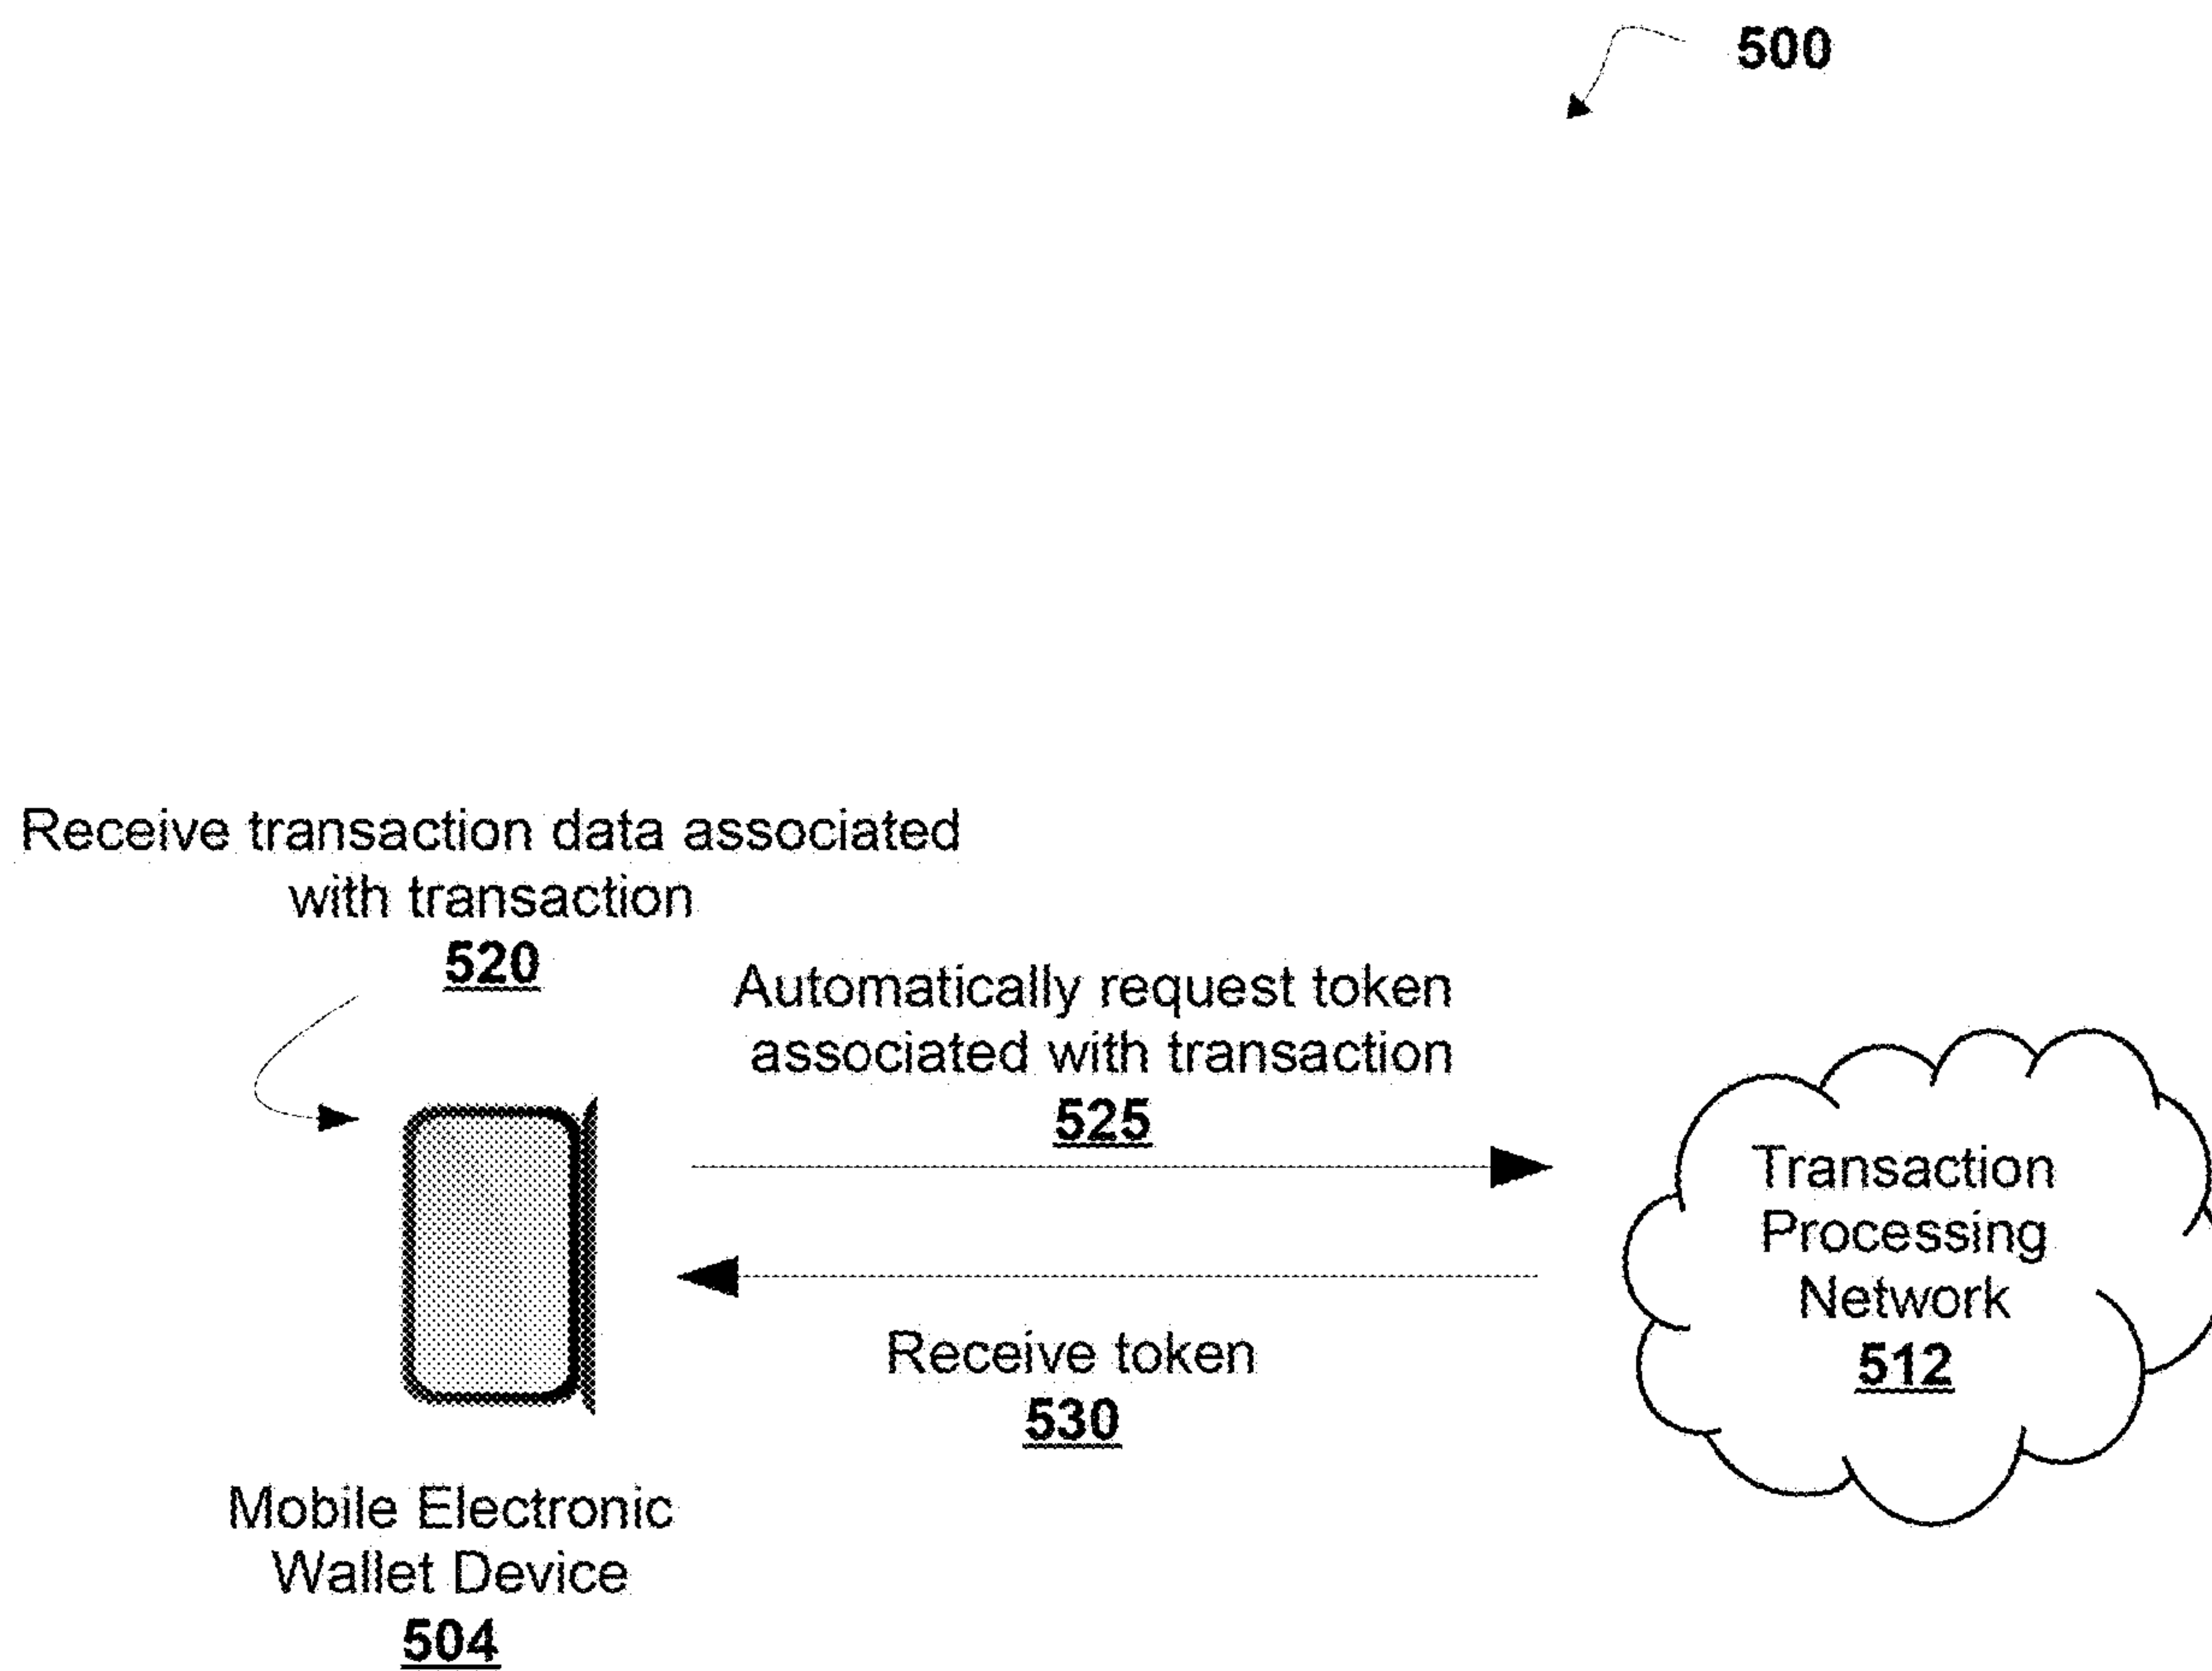 500
Receive transaction data associated
with transaction
520
Automatically request token
associated with transaction
525
Transaction
Processing
Network
512
Receive token
530
Mobile Electronic
Wallet Device
504